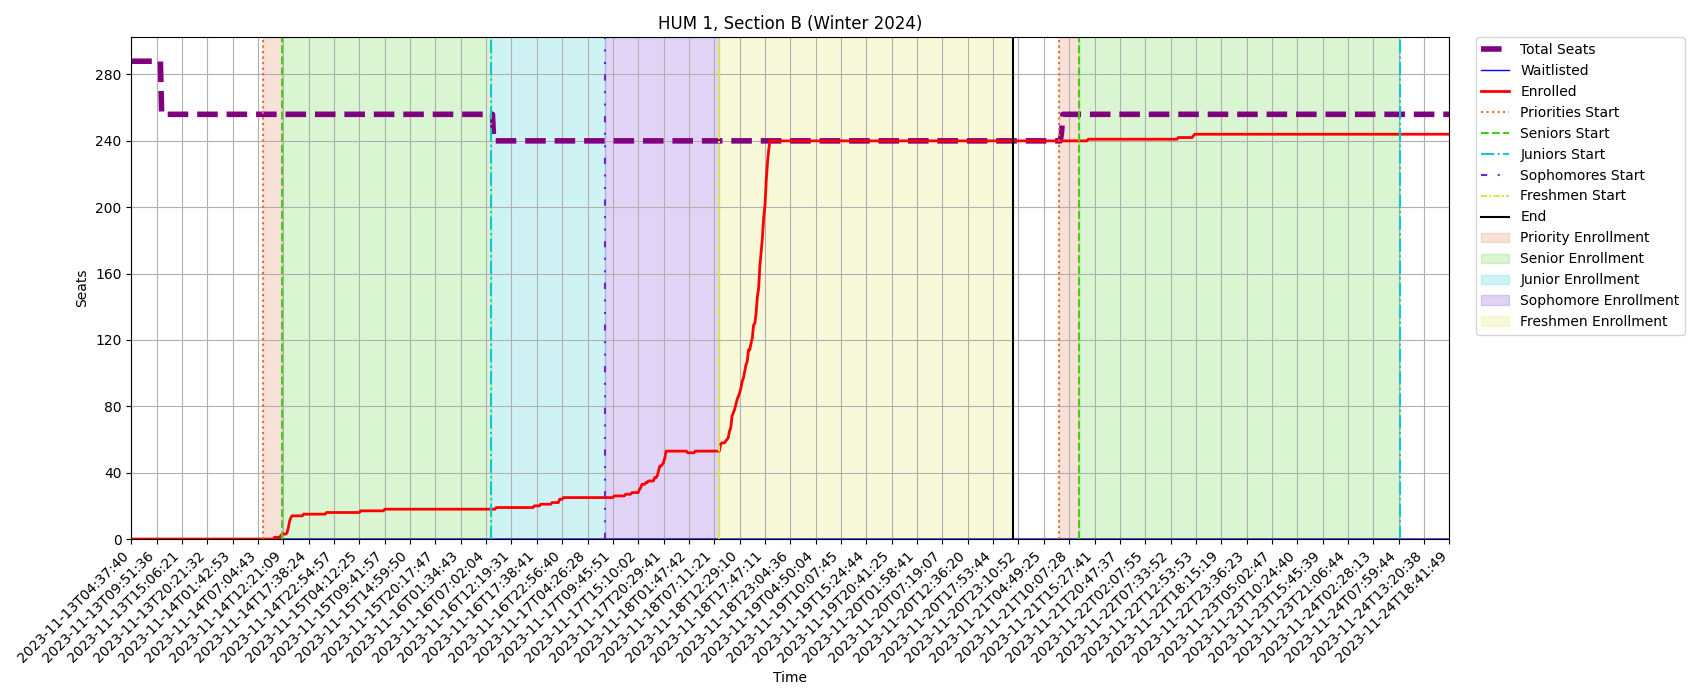 HUM 1, Section B (Winter 2024)
Seats
280
240
200
160
120
80
40
0
2023-11-13T04:37:40
2023-11-13T09:51:36
2023-11-13T15:06:21
2023-11-13T20:21:32
2023-11-14T01:42:53
2023-11-14T07:04:43
2023-11-14T12:21:09
2023-11-14T17:38:24
2023-11-14T22:54:57
2023-11-15T04:12:25
2023-11-15T09:41:57
2023-11-15T14:59:50
2023-11-15T20:17:47
2023-11-16T01:34:43
2023-11-16T07:02:04
2023-11-16T12:19:31
2023-11-16T17:38:41
2023-11-16T22:56:40
2023-11-17T04:26:28
2023-11-17T09:45:51
2023-11-17T15:10:02
2023-11-17T20:29:41
2023-11-18T01:47:42
2023-11-18T07:11:21
2023-11-18T12:29:10
2023-11-18T17:47:11
2023-11-18T23:04:36
2023-11-19T04:50:04
2023-11-19T10:07:45
2023-11-19T15:24:44
2023-11-19T20:41:25
2023-11-20T01:58:41
2023-11-20T07:19:07
2023-11-20T12:36:20
2023-11-20T17:53:44
2023-11-20T23:10:52
2023-11-21T04:49:25
2023-11-21T10:07:28
2023-11-21T15:27:41
2023-11-21T20:47:37
2023-11-22T02:07:55
2023-11-22T07:33:52
2023-11-22T12:53:53
2023-11-22T18:15:19
2023-11-22T23:36:23
2023-11-23T05:02:47
2023-11-23T10:24:40
2023-11-23T15:45:39
2023-11-23T21:06:44
2023-11-24T02:28:13
2023-11-24T07:59:44
2023-11-24T13:20:38
2023-11-24T18:41:49
Time
Total Seats
Waitlisted
Enrolled
Priorities Start
Seniors Start
Juniors Start
Sophomores Start
Freshmen Start
End
Priority Enrollment
Senior Enrollment
Junior Enrollment
Sophomore Enrollment
Freshmen Enrollment